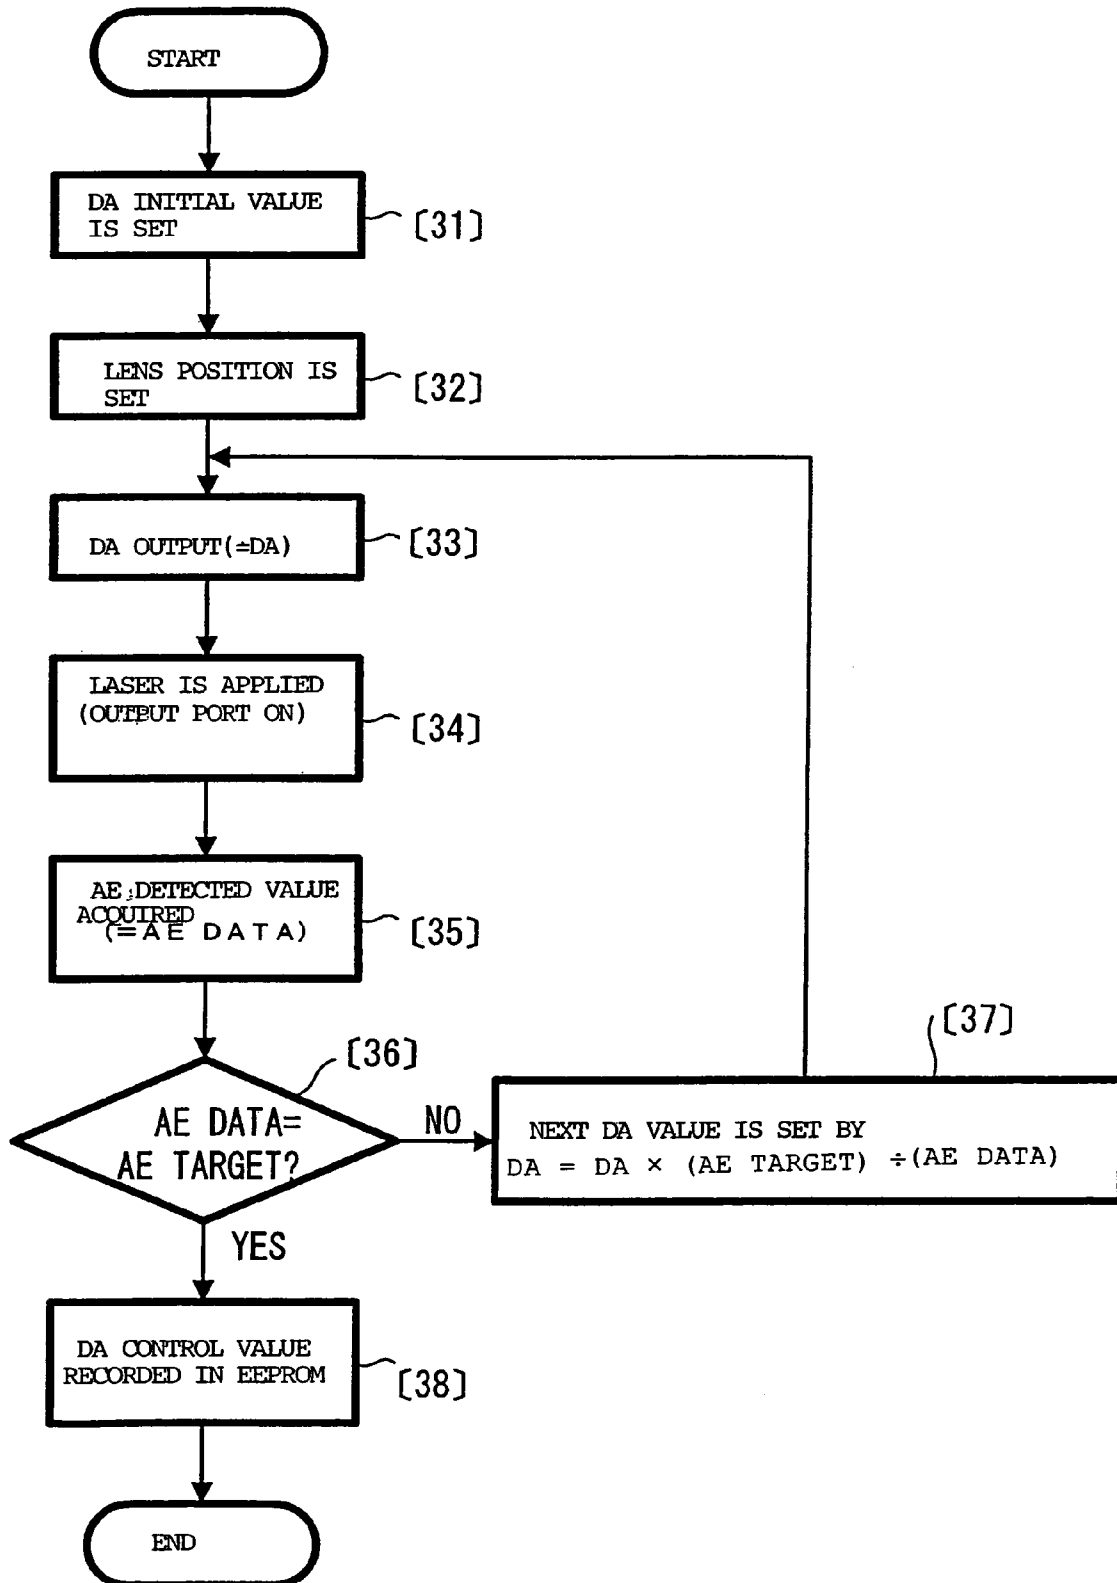 START
DA INITIAL VALUE
IS SET
[31]
LENS POSITION IS
SET
[32]
DA OUTPUT(=DA)
[33]
LASER IS APPLIED
(OUTPUT PORT ON)
[34]
AE DETECTED VALUE
ACQUIRED
(=AE DATA)
[35]
[36]
AE DATA=
AE TARGET?
NO
[37]
NEXT DA VALUE IS SET BY
DA = DA × (AE TARGET) ÷(AE DATA)
YES
DA CONTROL VALUE
RECORDED IN EEPROM
[38]
END